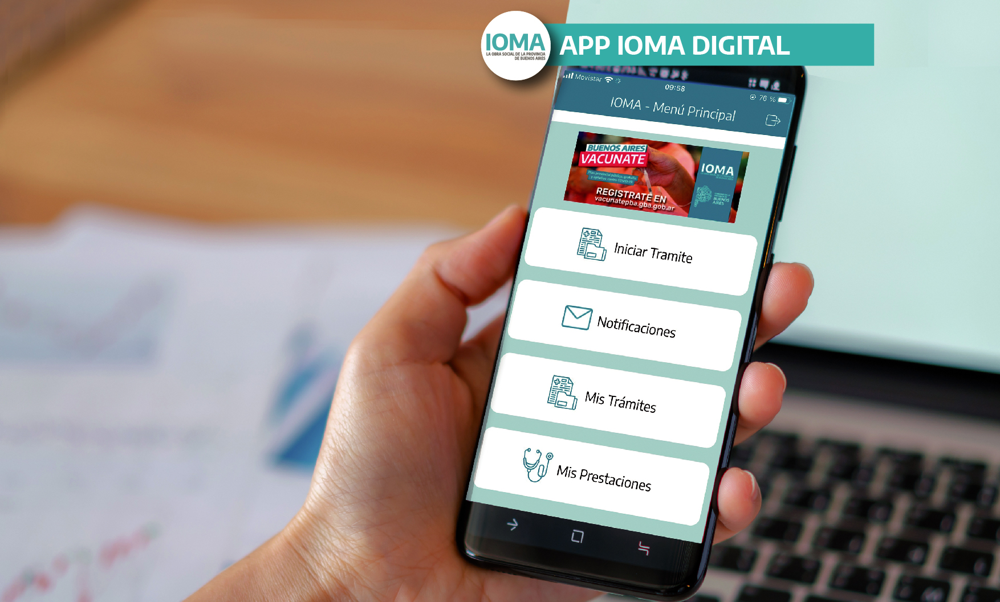 IOMA
LA OBRA SOCIAL DE LA PROVINCIA
DE BUENOS AIRES
APP IOMA DIGITAL
Movistar
09:58
76 %
IOMA - Menú Principal
BUENOS AIRES
VACUNATE
Plan provincial público, gratuito
y optativo contra COVID-19
REGISTRATE EN
vacunatepba.gba.gob.ar
IOMA
BUENOS
AIRES
Iniciar Tramite
Notificaciones
Mis Trámites
Mis Prestaciones